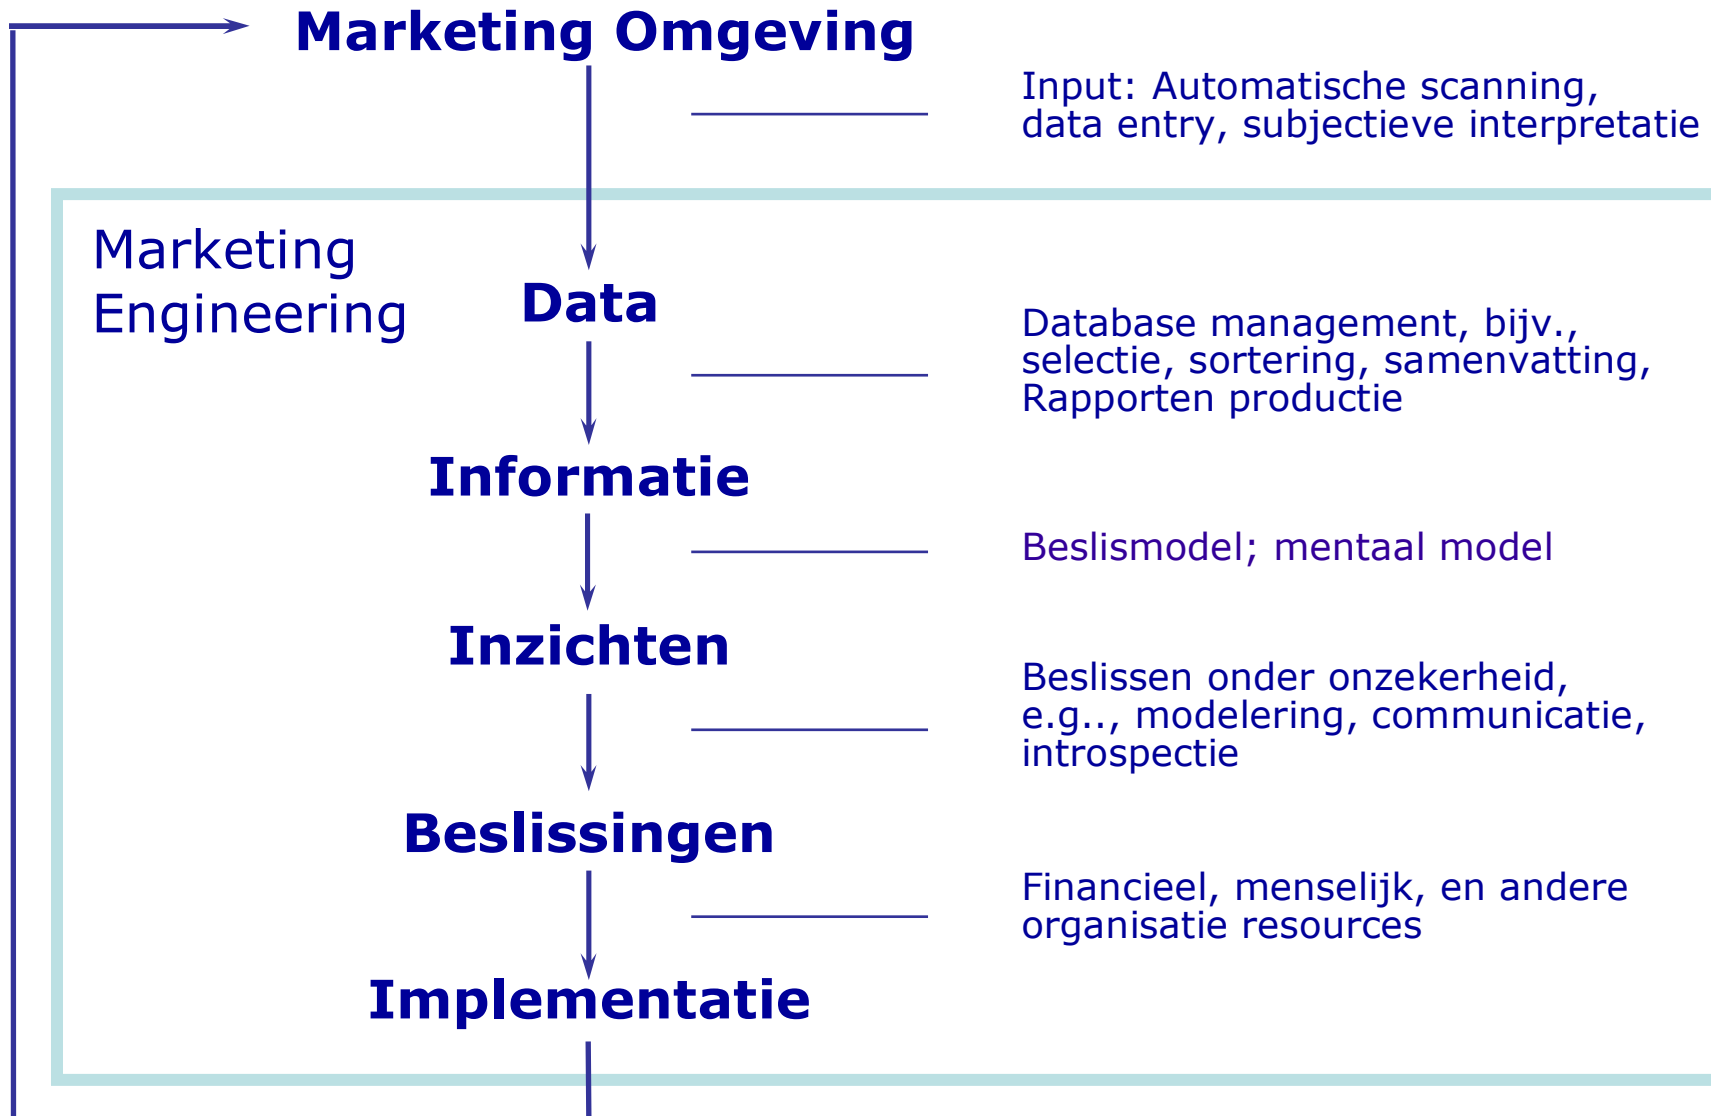 Marketing Omgeving
Input: Automatische scanning,
data entry, subjectieve interpretatie
Marketing
Engineering
Data
Database management, bijv.,
selectie, sortering, samenvatting,
Rapporten productie
Informatie
Beslismodel; mentaal model
Inzichten
Beslissen onder onzekerheid,
e.g.., modelering, communicatie,
introspectie
Beslissingen
Financieel, menselijk, en andere
organisatie resources
Implementatie